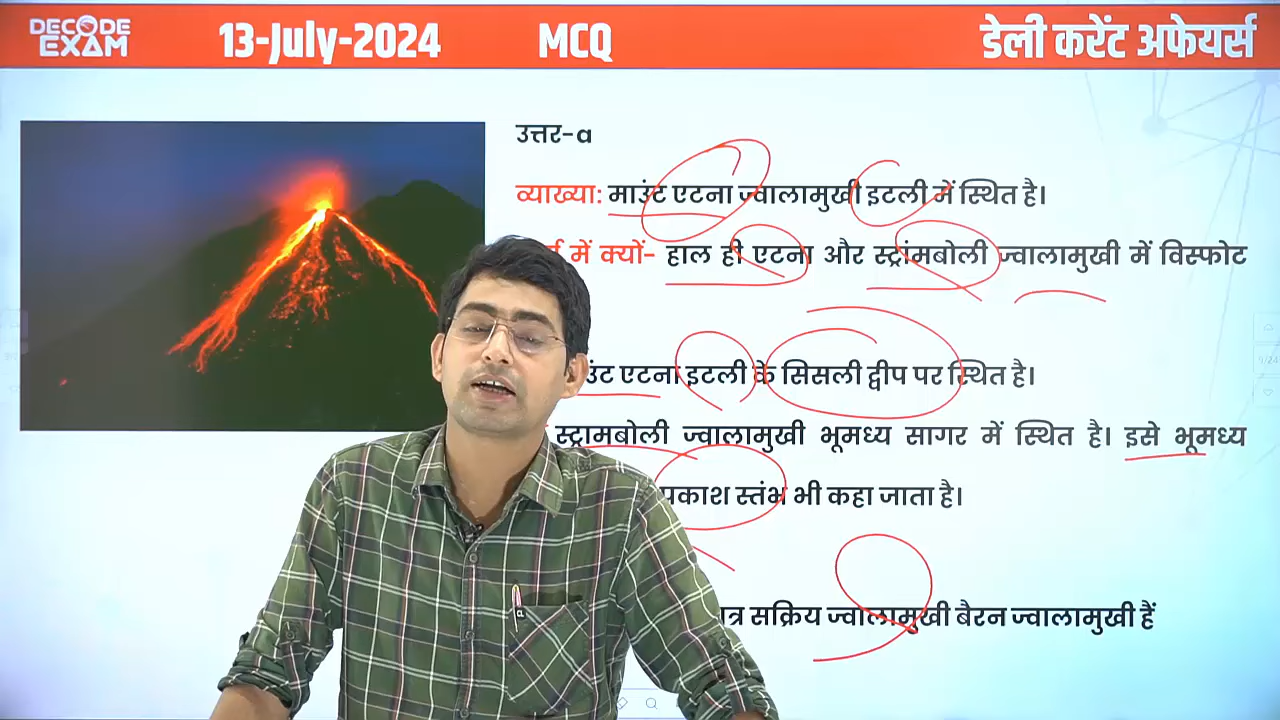 DECODE EXAM 13-July-2024 MCQ डेली करेंट अफेयर्स
उत्तर-a
व्याख्या: माउंट एटना ज्वालामुखी इटली में स्थित है।
में क्यों- हाल ही एटना और स्ट्रांमबोली ज्वालामुखी में विस्फोट
एटना इटली के सिसली द्वीप पर स्थित है।
स्ट्रामबोली ज्वालामुखी भूमध्य सागर में स्थित है। इसे भूमध्य
प्रकाश स्तंभ भी कहा जाता है।
सक्रिय ज्वालामुखी बैरन ज्वालामुखी हैं